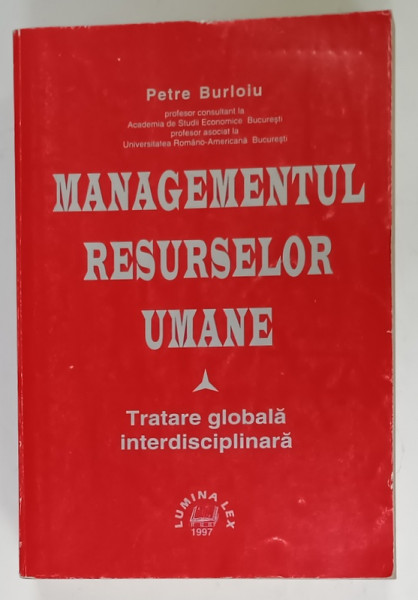 Petre Burloiu
profesor consultant la
Academia de Studii Economice București
profesor asociat la
Universitatea Româno-Americană București
MANAGEMENTUL
RESURSELOR
UMANE
Tratare globală
interdisciplinară
LUMINA LEX
1997